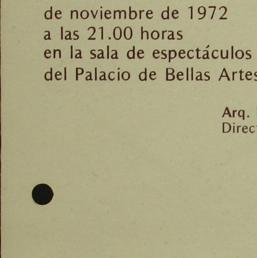 de noviembre de 1972
a las 21.00 horas
en la sala de espectáculos
del Palacio de Bellas Artes
Arq.
Direc